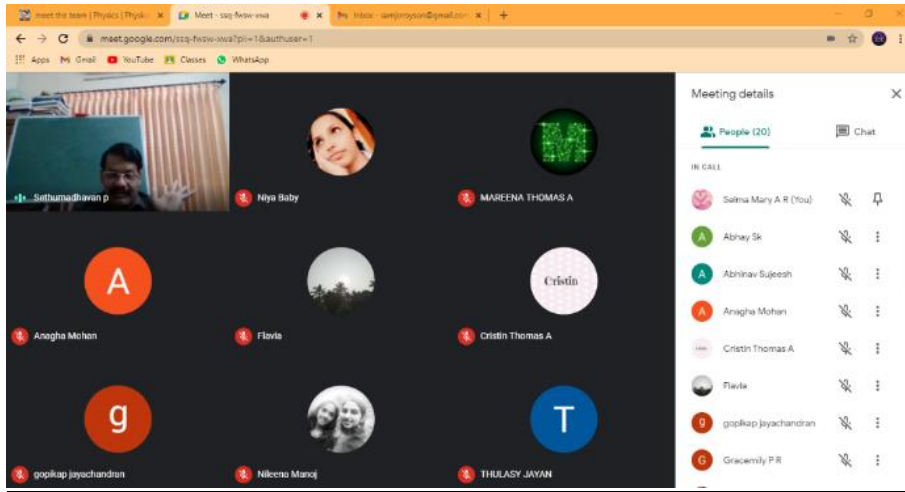 meet the team | Physics | Physic
Meet - ssq-fwsw-xwa
Inbox - samjoroyson@gmail.com
meet.google.com/ssq-fwsw-xwa?pli=1&authuser=1
Apps Gmail YouTube Classes WhatsApp
Meeting details
People (20) Chat
IN CALL
Sethumadhavan p Niya Baby MAREENA THOMAS A
Selma Mary A R (You)
A Abhay Sk
A Abhinav Sujeesh
A Anagha Mohan
Cristin Thomas A
Flavia
g gopikap jayachandran
G Gracemily P R
A Cristin
Anagha Mohan Flavia Cristin Thomas A
g T
gopikap jayachandran Nileena Manoj THULASY JAYAN
M